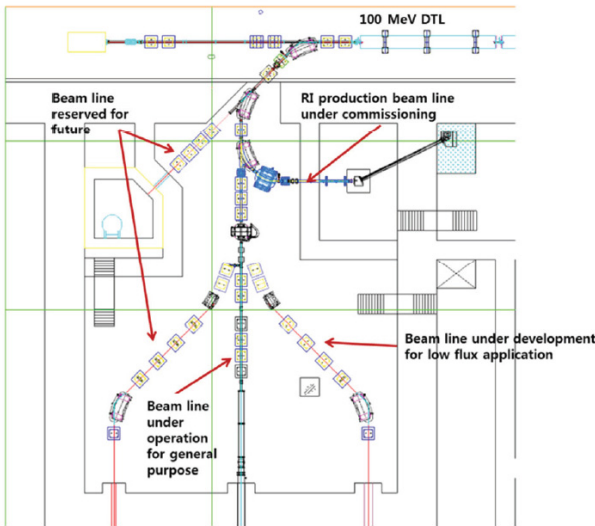 100 MeV DTL
Beam line
reserved for
future
RI production beam line
under commissioning
Beam line under development
for low flux application
Beam line
under
operation
for general
purpose